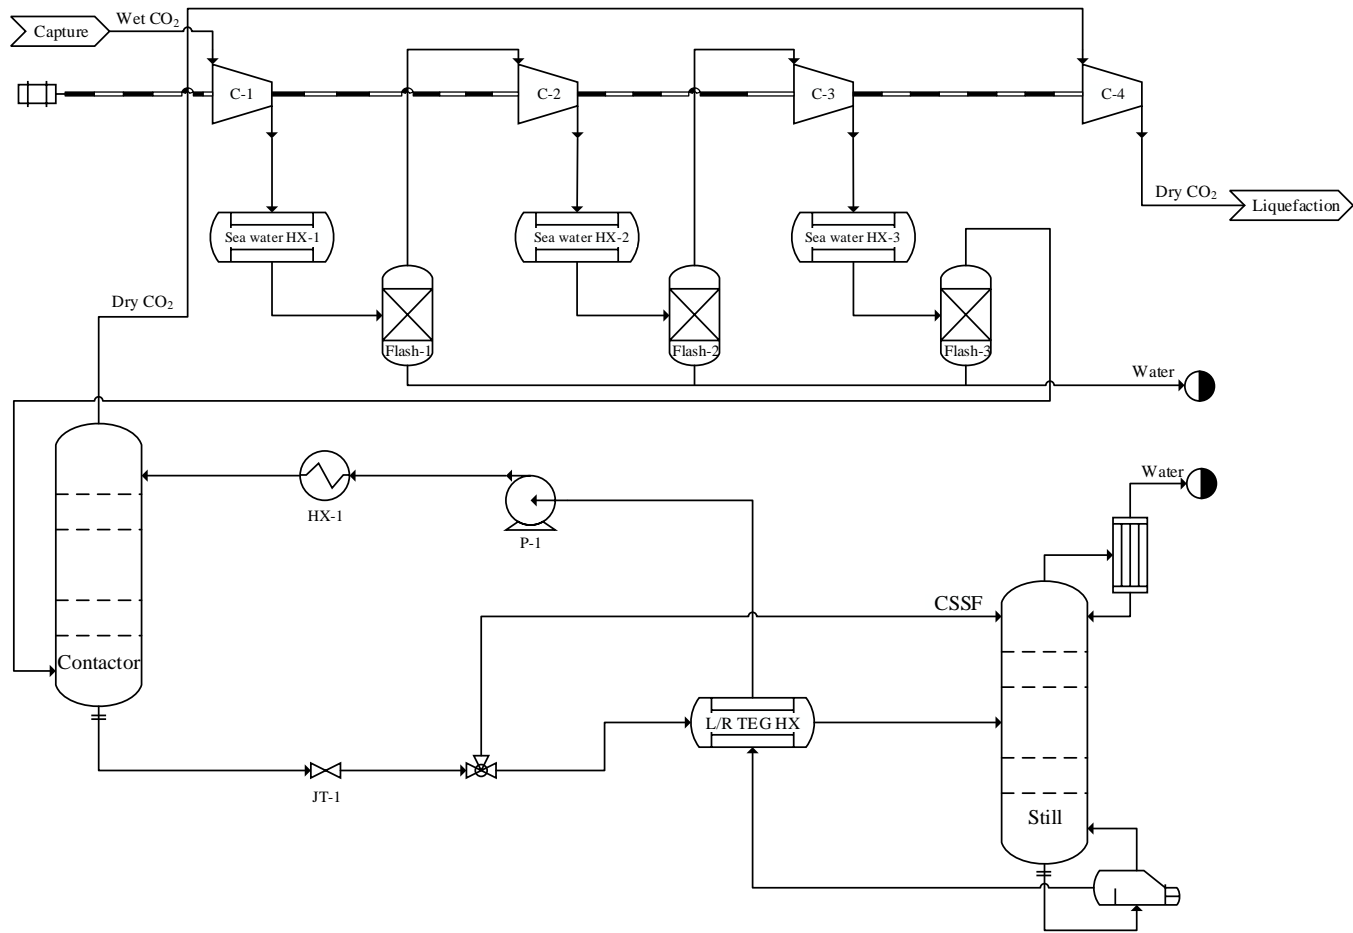 Wet CO₂
Capture
C-1
C-2
C-3
C-4
Dry CO₂
Liquefaction
Sea water HX-1
Sea water HX-2
Sea water HX-3
Dry CO₂
Flash-1
Flash-2
Flash-3
Water
Water
HX-1
P-1
CSSF
Contactor
L/R TEG HX
JT-1
Still